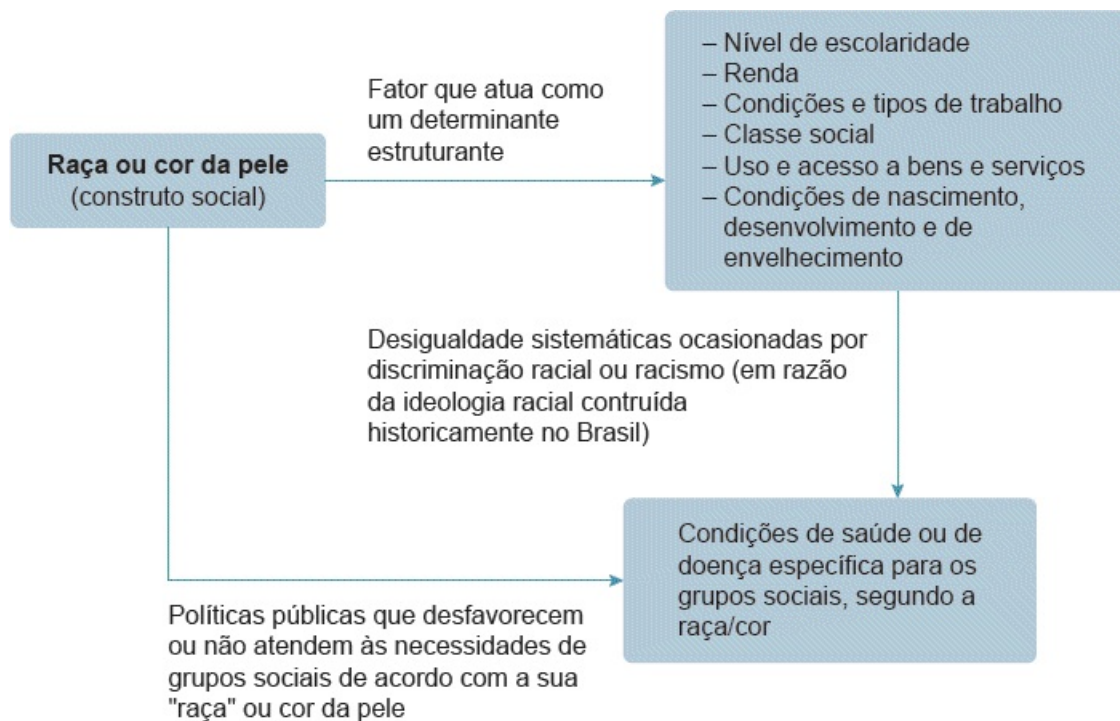 Raça ou cor da pele
(construto social)
Fator que atua como
um determinante
estruturante
– Nível de escolaridade
– Renda
– Condições e tipos de trabalho
– Classe social
– Uso e acesso a bens e serviços
– Condições de nascimento,
desenvolvimento e de
envelhecimento
Desigualdade sistemáticas ocasionadas por
discriminação racial ou racismo (em razão
da ideologia racial contruída
historicamente no Brasil)
Condições de saúde ou de
doença específica para os
grupos sociais, segundo a
raça/cor
Políticas públicas que desfavorecem
ou não atendem às necessidades de
grupos sociais de acordo com a sua
"raça" ou cor da pele